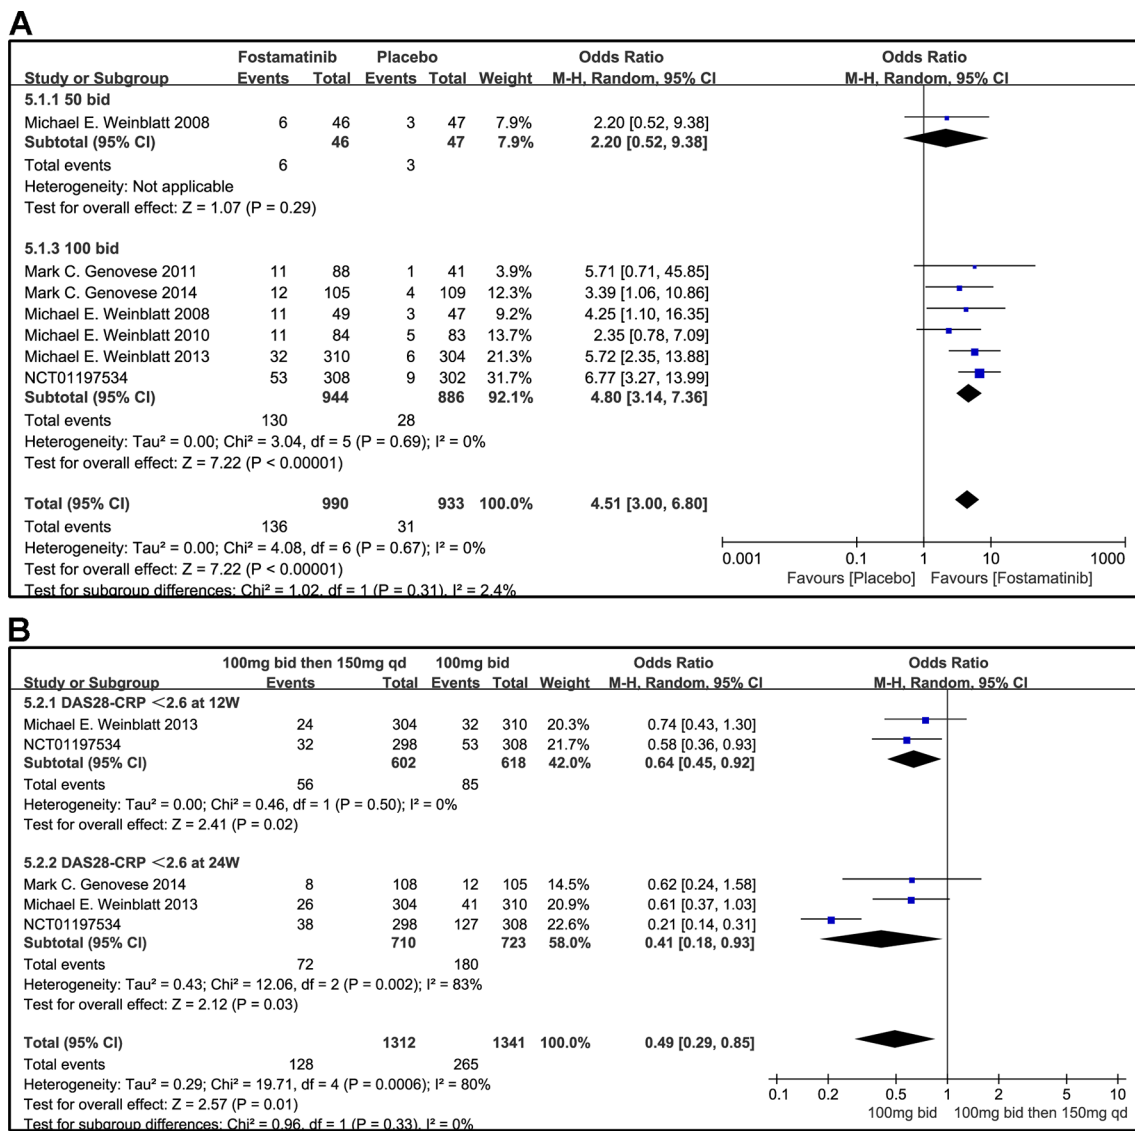 A
Fostamatinib Placebo Odds Ratio Odds Ratio
Study or Subgroup Events Total Events Total Weight M-H, Random, 95% CI M-H, Random, 95% CI
5.1.1 50 bid
Michael E. Weinblatt 2008 6 46 3 47 7.9% 2.20 [0.52, 9.38]
Subtotal (95% CI) 46 47 7.9% 2.20 [0.52, 9.38]
Total events 6 3
Heterogeneity: Not applicable
Test for overall effect: Z = 1.07 (P = 0.29)
5.1.3 100 bid
Mark C. Genovese 2011 11 88 1 41 3.9% 5.71 [0.71, 45.85]
Mark C. Genovese 2014 12 105 4 109 12.3% 3.39 [1.06, 10.86]
Michael E. Weinblatt 2008 11 49 3 47 9.2% 4.25 [1.10, 16.35]
Michael E. Weinblatt 2010 11 84 5 83 13.7% 2.35 [0.78, 7.09]
Michael E. Weinblatt 2013 32 310 6 304 21.3% 5.72 [2.35, 13.88]
NCT01197534 53 308 9 302 31.7% 6.77 [3.27, 13.99]
Subtotal (95% CI) 944 886 92.1% 4.80 [3.14, 7.36]
Total events 130 28
Heterogeneity: Tau² = 0.00; Chi² = 3.04, df = 5 (P = 0.69); I² = 0%
Test for overall effect: Z = 7.22 (P < 0.00001)
Total (95% CI) 990 933 100.0% 4.51 [3.00, 6.80]
Total events 136 31
Heterogeneity: Tau² = 0.00; Chi² = 4.08, df = 6 (P = 0.67); I² = 0%
Test for overall effect: Z = 7.22 (P < 0.00001)
Test for subgroup differences: Chi² = 1.02, df = 1 (P = 0.31), I² = 2.4%
0.001 0.1 1 10 1000
Favours [Placebo] Favours [Fostamatinib]
B
100mg bid then 150mg qd 100mg bid Odds Ratio Odds Ratio
Study or Subgroup Events Total Events Total Weight M-H, Random, 95% CI M-H, Random, 95% CI
5.2.1 DAS28-CRP <2.6 at 12W
Michael E. Weinblatt 2013 24 304 32 310 20.3% 0.74 [0.43, 1.30]
NCT01197534 32 298 53 308 21.7% 0.58 [0.36, 0.93]
Subtotal (95% CI) 602 618 42.0% 0.64 [0.45, 0.92]
Total events 56 85
Heterogeneity: Tau² = 0.00; Chi² = 0.46, df = 1 (P = 0.50); I² = 0%
Test for overall effect: Z = 2.41 (P = 0.02)
5.2.2 DAS28-CRP <2.6 at 24W
Mark C. Genovese 2014 8 108 12 105 14.5% 0.62 [0.24, 1.58]
Michael E. Weinblatt 2013 26 304 41 310 20.9% 0.61 [0.37, 1.03]
NCT01197534 38 298 127 308 22.6% 0.21 [0.14, 0.31]
Subtotal (95% CI) 710 723 58.0% 0.41 [0.18, 0.93]
Total events 72 180
Heterogeneity: Tau² = 0.43; Chi² = 12.06, df = 2 (P = 0.002); I² = 83%
Test for overall effect: Z = 2.12 (P = 0.03)
Total (95% CI) 1312 1341 100.0% 0.49 [0.29, 0.85]
Total events 128 265
Heterogeneity: Tau² = 0.29; Chi² = 19.71, df = 4 (P = 0.0006); I² = 80%
Test for overall effect: Z = 2.57 (P = 0.01)
Test for subgroup differences: Chi² = 0.96, df = 1 (P = 0.33), I² = 0%
0.1 0.2 0.5 1 2 5 10
100mg bid 100mg bid then 150mg qd